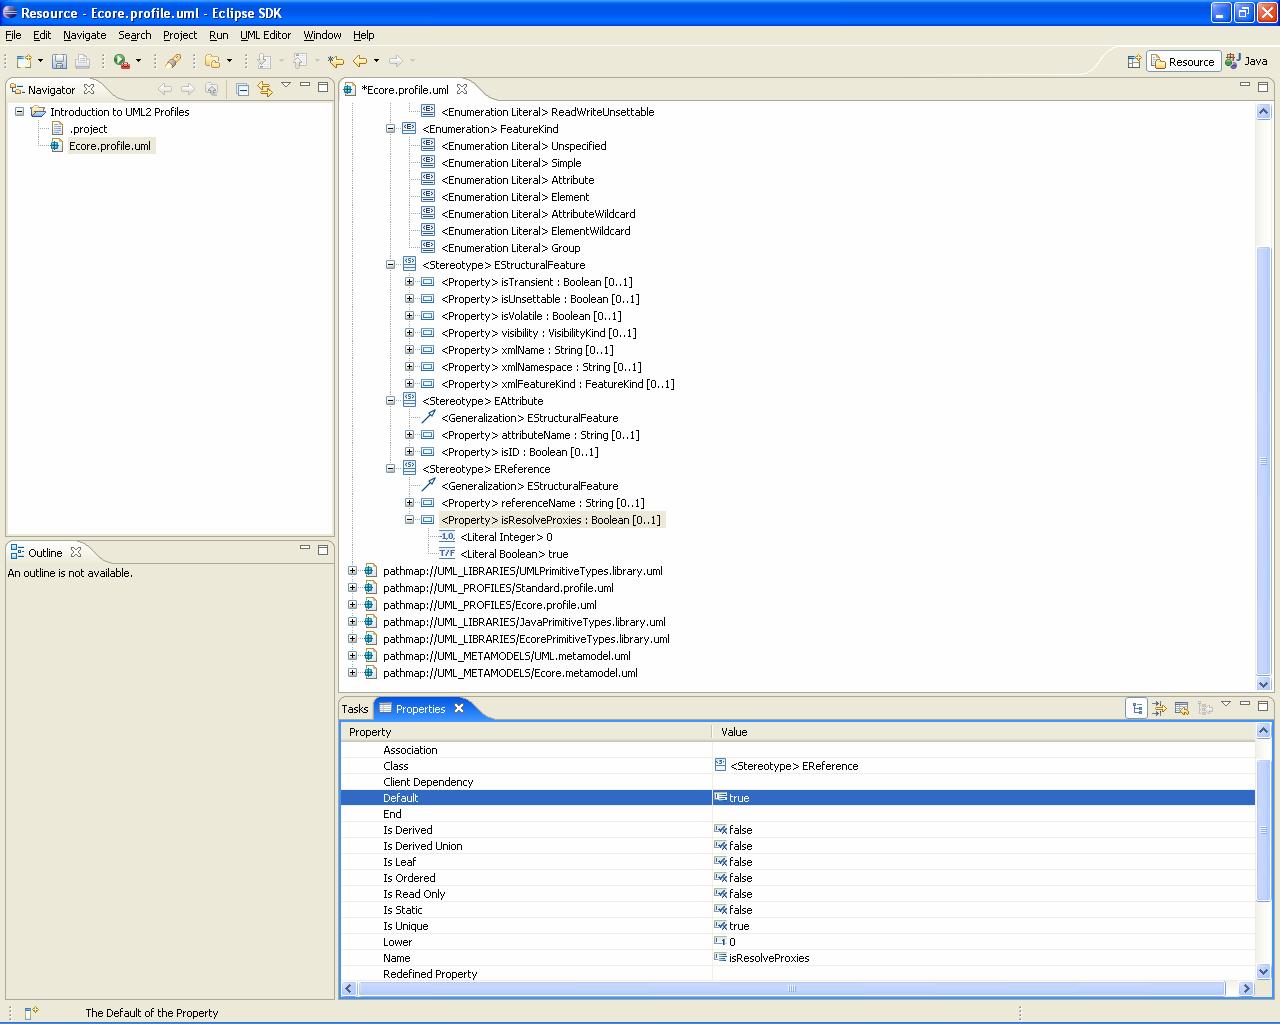 Resource - Ecore.profile.uml - Eclipse SDK
File Edit Navigate Search Project Run UML Editor Window Help
Resource Java
Navigator
Introduction to UML2 Profiles
.project
Ecore.profile.uml
Outline
An outline is not available.
*Ecore.profile.uml
<Enumeration Literal> ReadWriteUnsettable
<Enumeration> FeatureKind
<Enumeration Literal> Unspecified
<Enumeration Literal> Simple
<Enumeration Literal> Attribute
<Enumeration Literal> Element
<Enumeration Literal> AttributeWildcard
<Enumeration Literal> ElementWildcard
<Enumeration Literal> Group
<Stereotype> EStructuralFeature
<Property> isTransient : Boolean [0..1]
<Property> isUnsettable : Boolean [0..1]
<Property> isVolatile : Boolean [0..1]
<Property> visibility : VisibilityKind [0..1]
<Property> xmlName : String [0..1]
<Property> xmlNamespace : String [0..1]
<Property> xmlFeatureKind : FeatureKind [0..1]
<Stereotype> EAttribute
<Generalization> EStructuralFeature
<Property> attributeName : String [0..1]
<Property> isID : Boolean [0..1]
<Stereotype> EReference
<Generalization> EStructuralFeature
<Property> referenceName : String [0..1]
<Property> isResolveProxies : Boolean [0..1]
<Literal Integer> 0
<Literal Boolean> true
pathmap://UML_LIBRARIES/UMLPrimitiveTypes.library.uml
pathmap://UML_PROFILES/Standard.profile.uml
pathmap://UML_PROFILES/Ecore.profile.uml
pathmap://UML_LIBRARIES/JavaPrimitiveTypes.library.uml
pathmap://UML_LIBRARIES/EcorePrimitiveTypes.library.uml
pathmap://UML_METAMODELS/UML.metamodel.uml
pathmap://UML_METAMODELS/Ecore.metamodel.uml
Tasks Properties
Property Value
Association
Class <Stereotype> EReference
Client Dependency
Default true
End
Is Derived false
Is Derived Union false
Is Leaf false
Is Ordered false
Is Read Only false
Is Static false
Is Unique true
Lower 0
Name isResolveProxies
Redefined Property
The Default of the Property